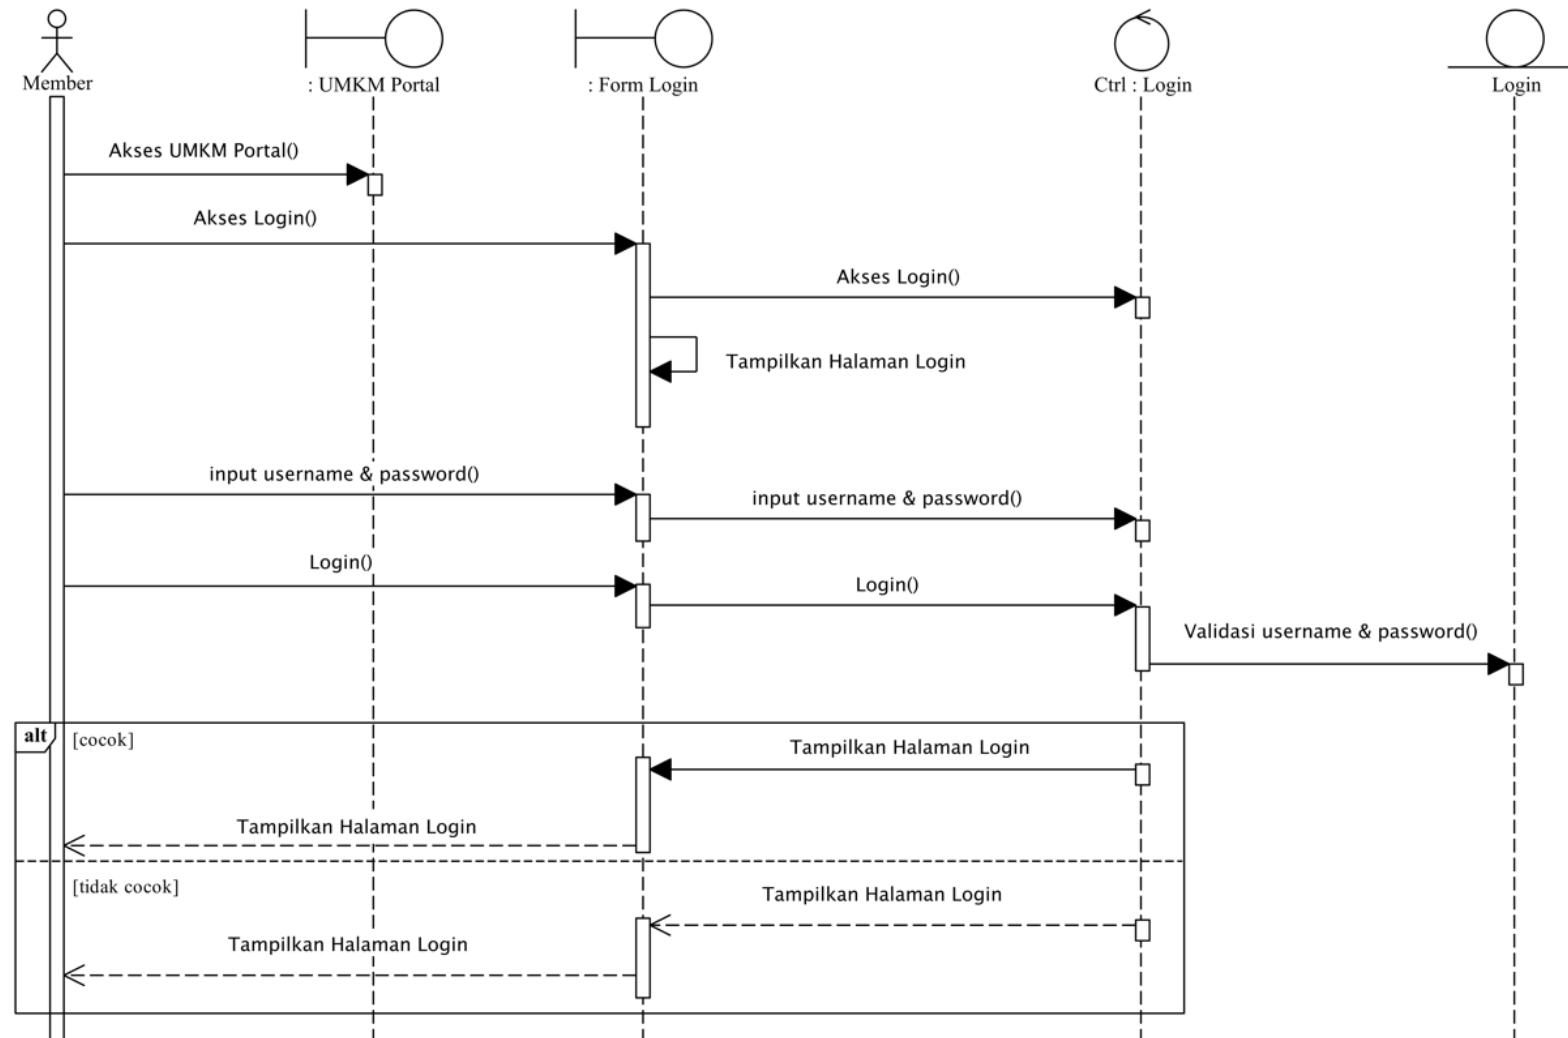 Member
: UMKM Portal
: Form Login
Ctrl : Login
Login
Akses UMKM Portal()
Akses Login()
Akses Login()
Tampilkan Halaman Login
input username & password()
input username & password()
Login()
Login()
Validasi username & password()
alt
[cocok]
Tampilkan Halaman Login
Tampilkan Halaman Login
[tidak cocok]
Tampilkan Halaman Login
Tampilkan Halaman Login